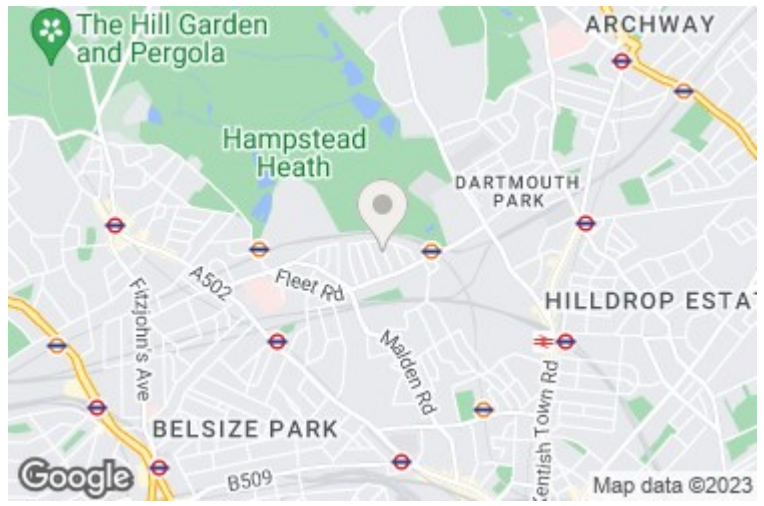 The Hill Garden
and Pergola
ARCHWAY
Hampstead
Heath
DARTMOUTH
PARK
A502
Fleet Rd
Fitzjohn's Ave
HILLDROP ESTAT
Malden Rd
Kentish Town Rd
BELSIZE PARK
B509
Google
Map data ©2023